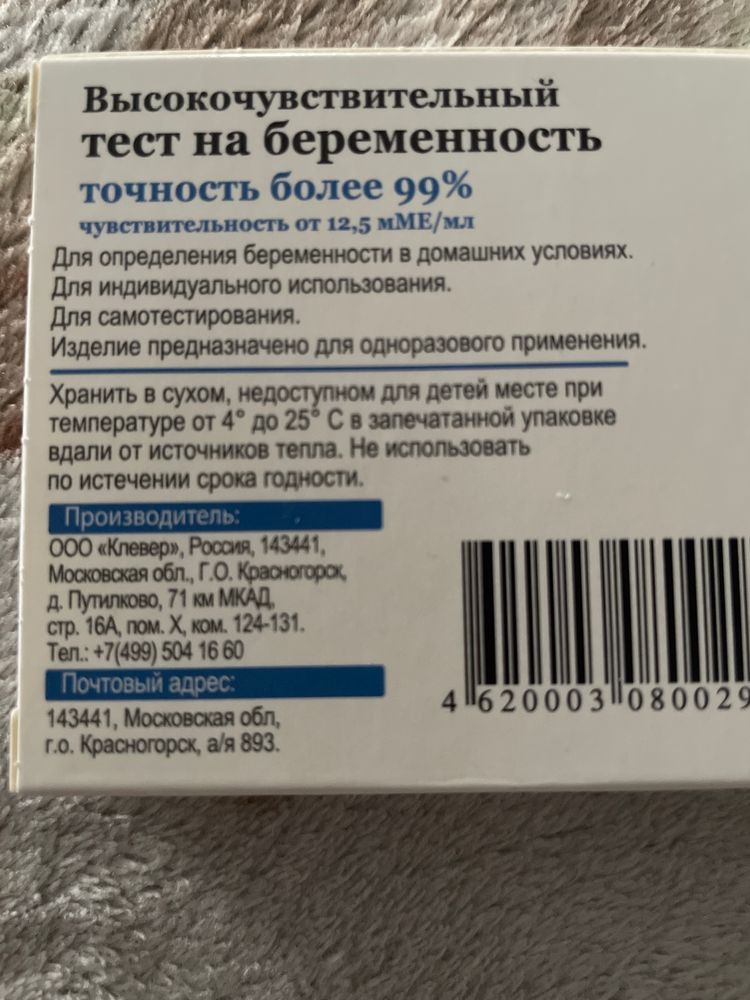 Высокочувствительный
тест на беременность
точность более 99%
чувствительность от 12,5 мМЕ/мл
Для определения беременности в домашних условиях.
Для индивидуального использования.
Для самотестирования.
Изделие предназначено для одноразового применения.
Хранить в сухом, недоступном для детей месте при
температуре от 4° до 25° С в запечатанной упаковке
вдали от источников тепла. Не использовать
по истечении срока годности.
Производитель:
ООО «Клевер», Россия, 143441,
Московская обл., Г.О. Красногорск,
д. Путилково, 71 км МКАД,
стр. 16А, пом. X, ком. 124-131.
Тел.: +7(499) 504 16 60
Почтовый адрес:
143441, Московская обл,
г.о. Красногорск, а/я 893.
4 620003 080029